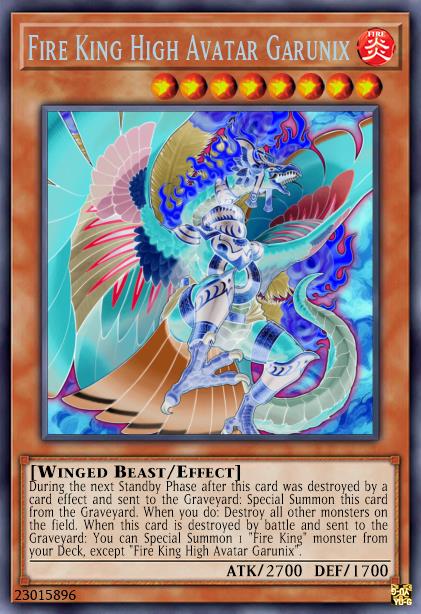 Fire King High Avatar Garunix
FIRE
炎
[Winged Beast/Effect]
During the next Standby Phase after this card was destroyed by a
card effect and sent to the Graveyard: Special Summon this card
from the Graveyard. When you do: Destroy all other monsters on
the field. When this card is destroyed by battle and sent to the
Graveyard: You can Special Summon 1 "Fire King" monster from
your Deck, except "Fire King High Avatar Garunix".
ATK/2700 DEF/1700
23015896